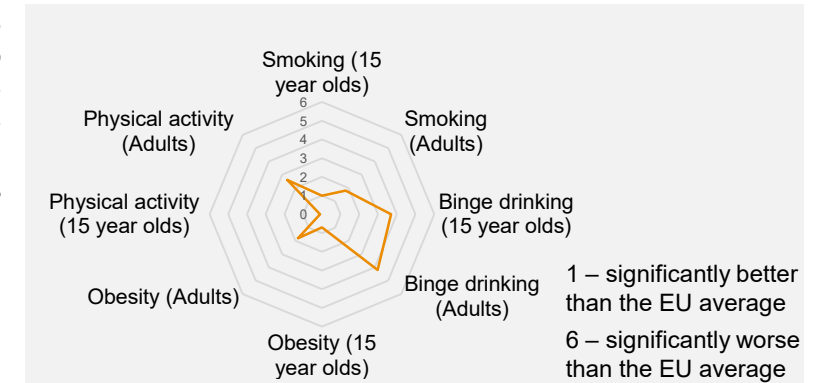 Smoking (15
year olds)
6
5
4
3
2
1
0
Smoking
(Adults)
Binge drinking
(15 year olds)
Binge drinking
(Adults)
Obesity (15
year olds)
Obesity (Adults)
Physical activity
(15 year olds)
Physical activity
(Adults)
1 – significantly better
than the EU average
6 – significantly worse
than the EU average